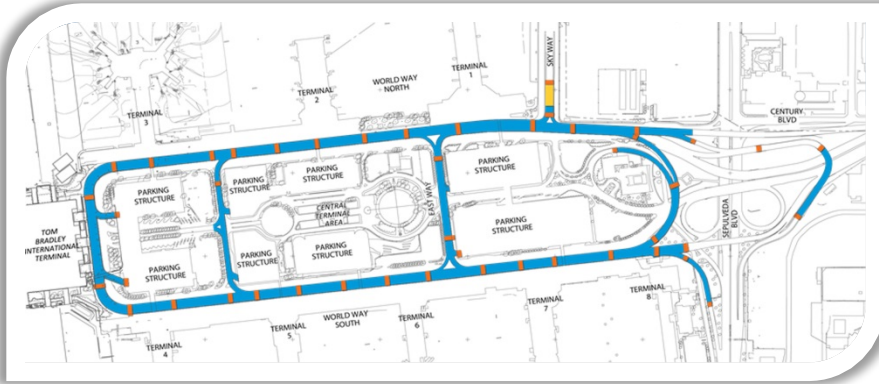 SKY WAY
TERMINAL
1
WORLD WAY
NORTH
TERMINAL
2
TERMINAL
3
CENTURY
BLVD
PARKING
STRUCTURE
PARKING
STRUCTURE
PARKING
STRUCTURE
PARKING
STRUCTURE
CENTRAL
TERMINAL
AREA
EAST WAY
PARKING
STRUCTURE
SEPULVEDA
BLVD
TOM
BRADLEY
INTERNATIONAL
TERMINAL
PARKING
STRUCTURE
PARKING
STRUCTURE
PARKING
STRUCTURE
TERMINAL
8
TERMINAL
7
WORLD WAY
SOUTH
TERMINAL
6
TERMINAL
5
TERMINAL
4